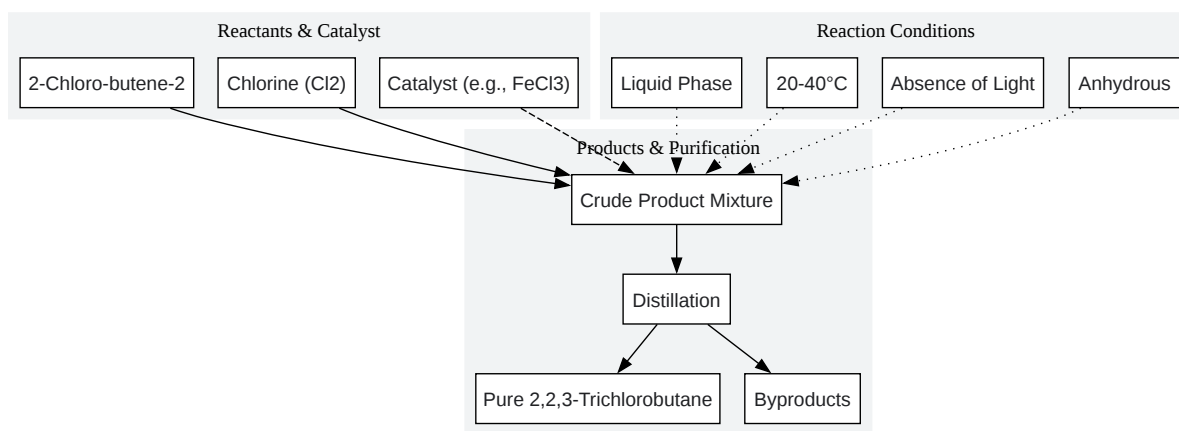 Reactants & Catalyst
Reaction Conditions
2-Chloro-butene-2
Chlorine (Cl2)
Catalyst (e.g., FeCl3)
Liquid Phase
20-40°C
Absence of Light
Anhydrous
Products & Purification
Crude Product Mixture
Distillation
Pure 2,2,3-Trichlorobutane
Byproducts